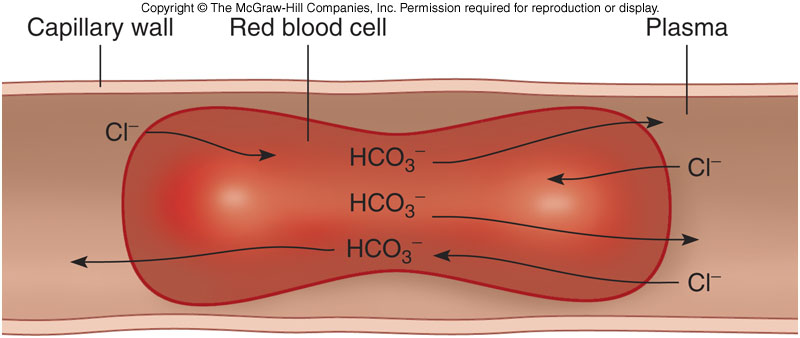 Copyright © The McGraw-Hill Companies, Inc. Permission required for reproduction or display.
Capillary wall
Red blood cell
Plasma
Cl⁻
HCO₃⁻
Cl⁻
HCO₃⁻
HCO₃⁻
Cl⁻